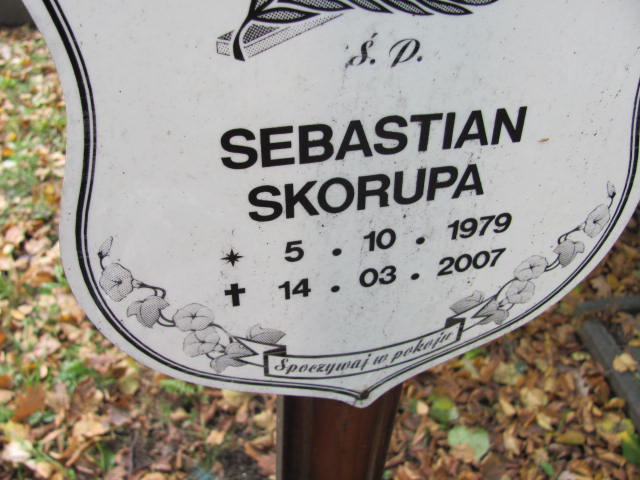 Ś. P.
SEBASTIAN
SKORUPA
5 . 10 . 1979
✝ 14 . 03 . 2007
Spoczywaj w pokoju